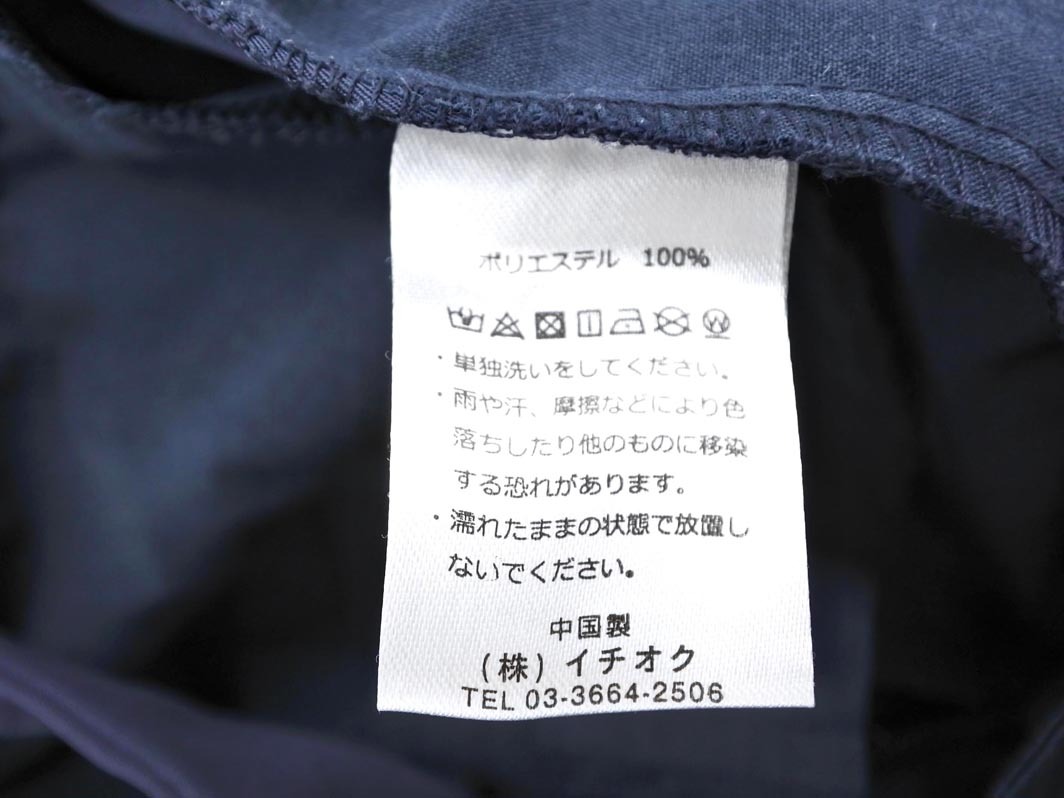 ポリエステル 100%
・単独洗いをしてください。
・雨や汗、摩擦などにより色
落ちしたり他のものに移染
する恐れがあります。
・濡れたままの状態で放置し
ないでください。
中国製
(株)イチオク
TEL 03-3664-2506